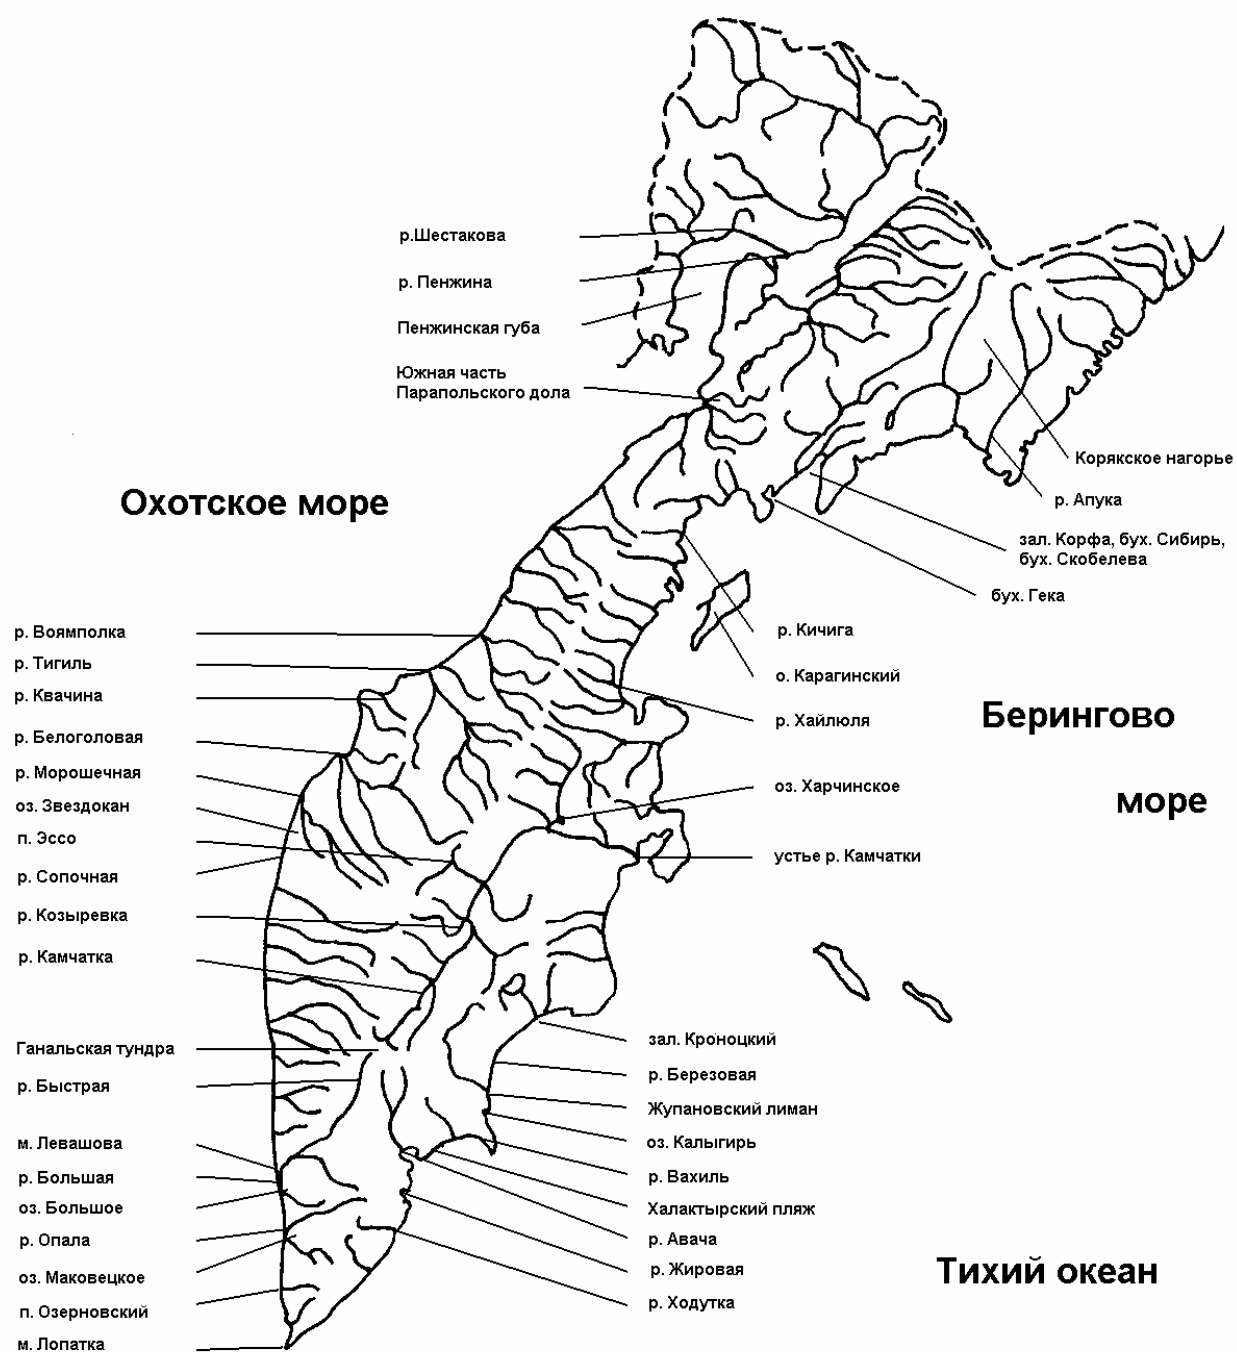 р.Шестакова
р. Пенжина
Пенжинская губа
Южная часть
Парапольского дола
Корякское нагорье
р. Апука
зал. Корфа, бух. Сибирь,
бух. Скобелева
бух. Гека
Охотское море
р. Воямполка
р. Тигиль
р. Квачина
р. Белоголовая
р. Морошечная
оз. Звездокан
п. Эссо
р. Сопочная
р. Козыревка
р. Камчатка
Ганальская тундра
р. Быстрая
м. Левашова
р. Большая
оз. Большое
р. Опала
оз. Маковецкое
п. Озерновский
м. Лопатка
р. Кичига
о. Карагинский
р. Хайлюля
оз. Харчинское
устье р. Камчатки
Берингово
море
зал. Кроноцкий
р. Березовая
Жупановский лиман
оз. Калыгирь
р. Вахиль
Халактырский пляж
р. Авача
р. Жировая
р. Ходутка
Тихий океан